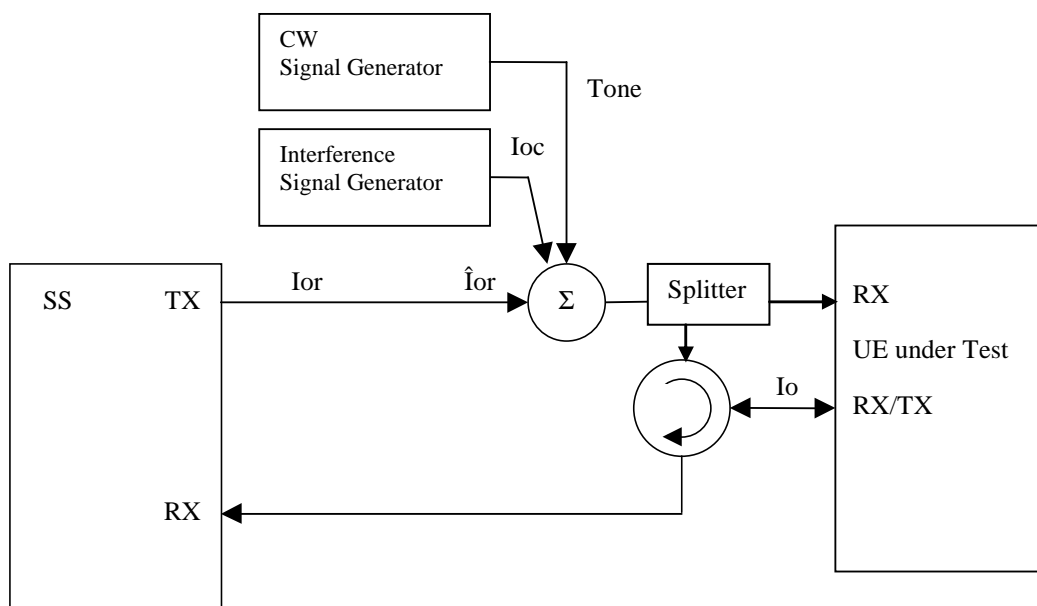 CW
Signal Generator
Tone
Interference
Signal Generator
Ioc
SS
TX
Ior
Îor
Σ
Splitter
RX
UE under Test
Io
RX/TX
RX